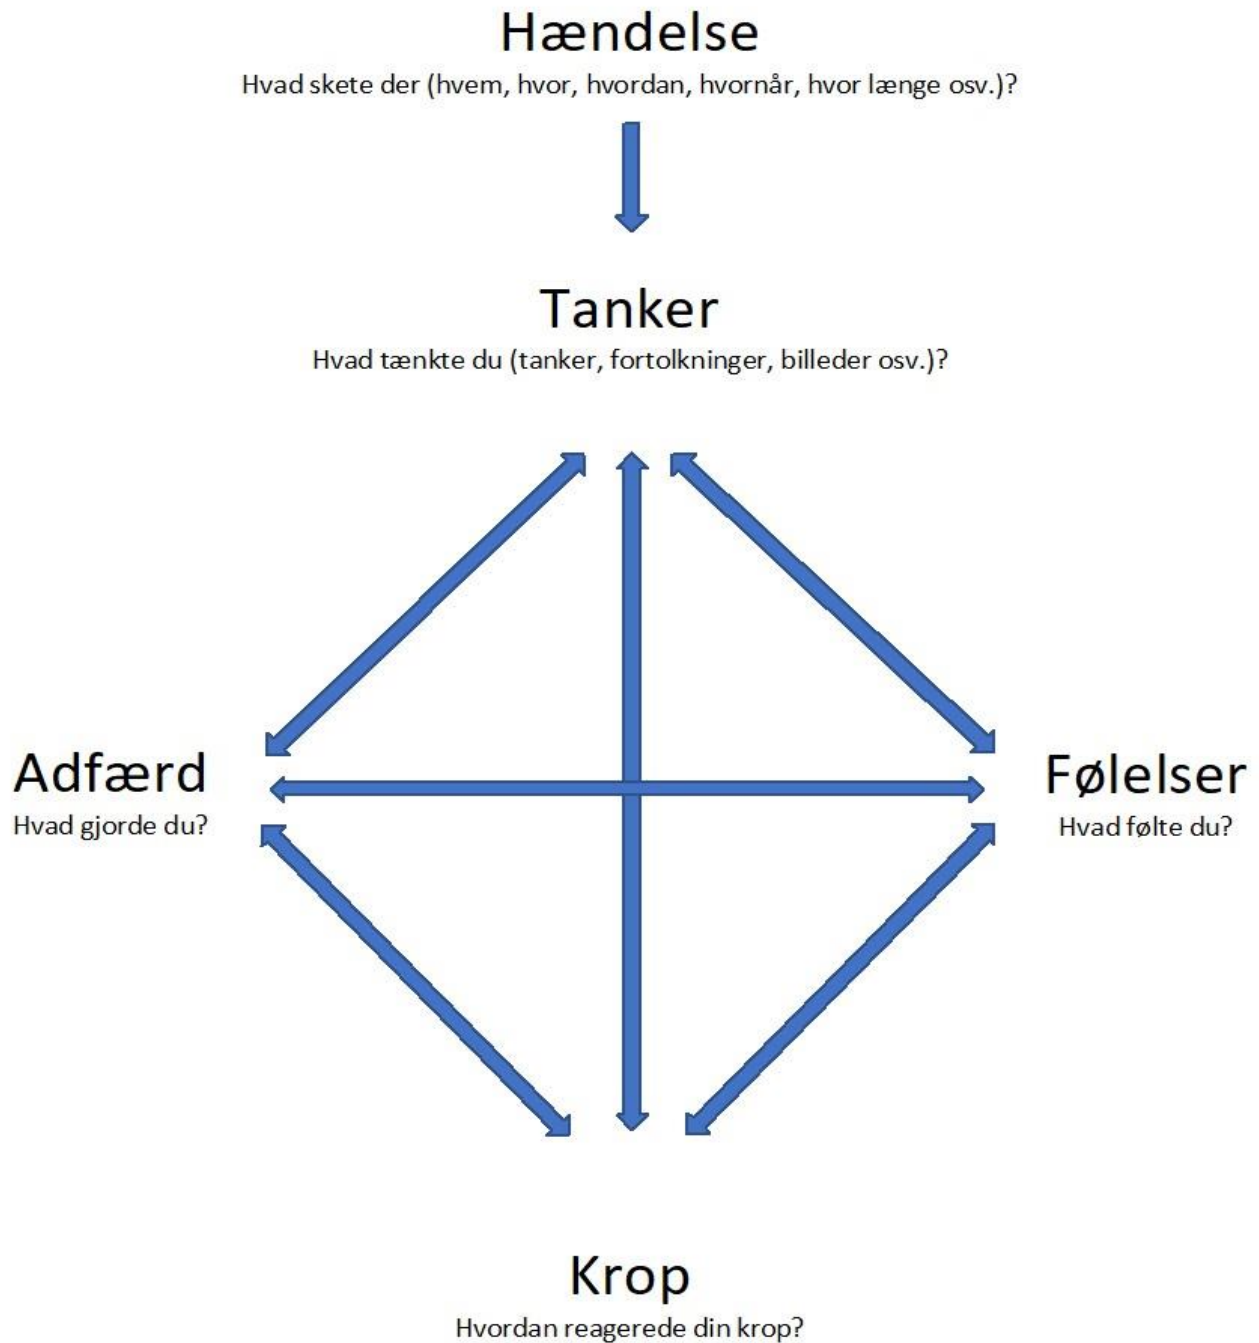 Hændelse
Hvad skete der (hvem, hvor, hvordan, hvornår, hvor længe osv.)?
Tanker
Hvad tænkte du (tanker, fortolkninger, billeder osv.)?
Adfærd
Hvad gjorde du?
Følelser
Hvad følte du?
Krop
Hvordan reagerede din krop?